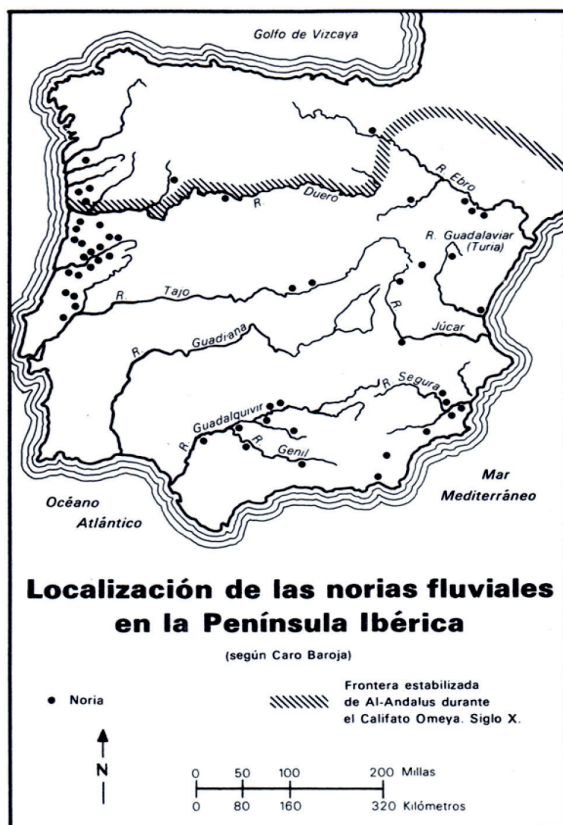 Golfo de Vizcaya
R. Ebro
R. Duero
R. Guadalaviar
(Turia)
R. Tajo
R. Júcar
R. Guadiana
R. Segura
R. Guadalquivir
R. Genil
Mar
Mediterráneo
Océano
Atlántico
Localización de las norias fluviales
en la Península Ibérica
(según Caro Baroja)
Noria
Frontera estabilizada
de Al-Andalus durante
el Califato Omeya. Siglo X.
N
0 50 100 200 Millas
0 80 160 320 Kilómetros